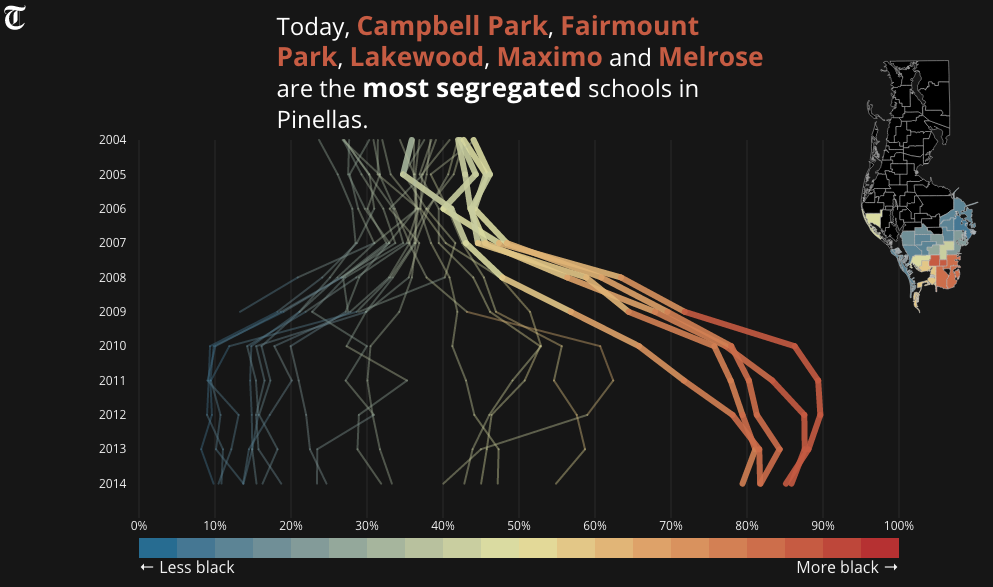 T
Today, Campbell Park, Fairmount
Park, Lakewood, Maximo and Melrose
are the most segregated schools in
Pinellas.
2004
2005
2006
2007
2008
2009
2010
2011
2012
2013
2014
0% 10% 20% 30% 40% 50% 60% 70% 80% 90% 100%
← Less black More black →